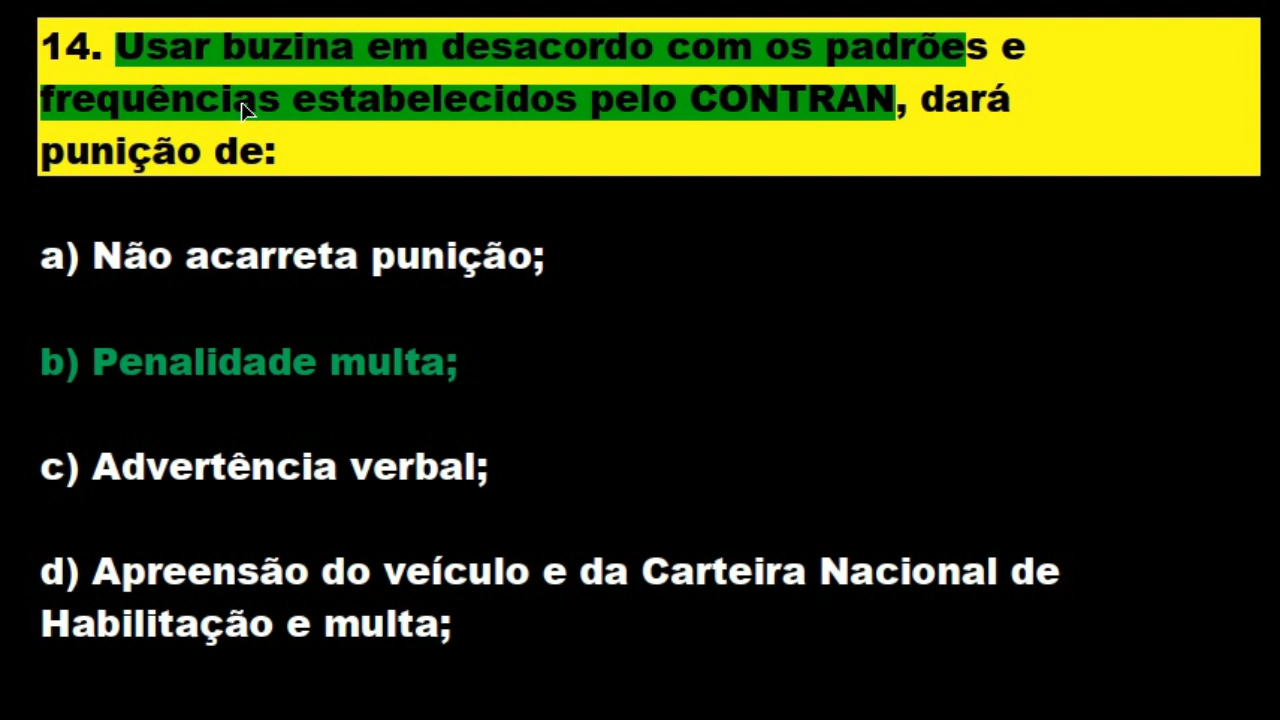 14. Usar buzina em desacordo com os padrões e
frequências estabelecidos pelo CONTRAN, dará
punição de:
a) Não acarreta punição;
b) Penalidade multa;
c) Advertência verbal;
d) Apreensão do veículo e da Carteira Nacional de
Habilitação e multa;